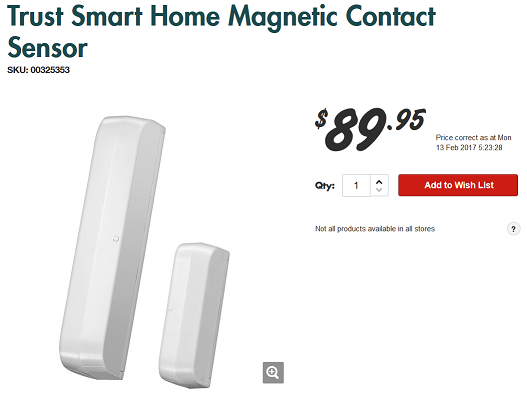 Trust Smart Home Magnetic Contact
Sensor
SKU: 00325353
$89.95
Price correct as at Mon
13 Feb 2017 5:23:28
Qty: 1
Add to Wish List
Not all products available in all stores
?